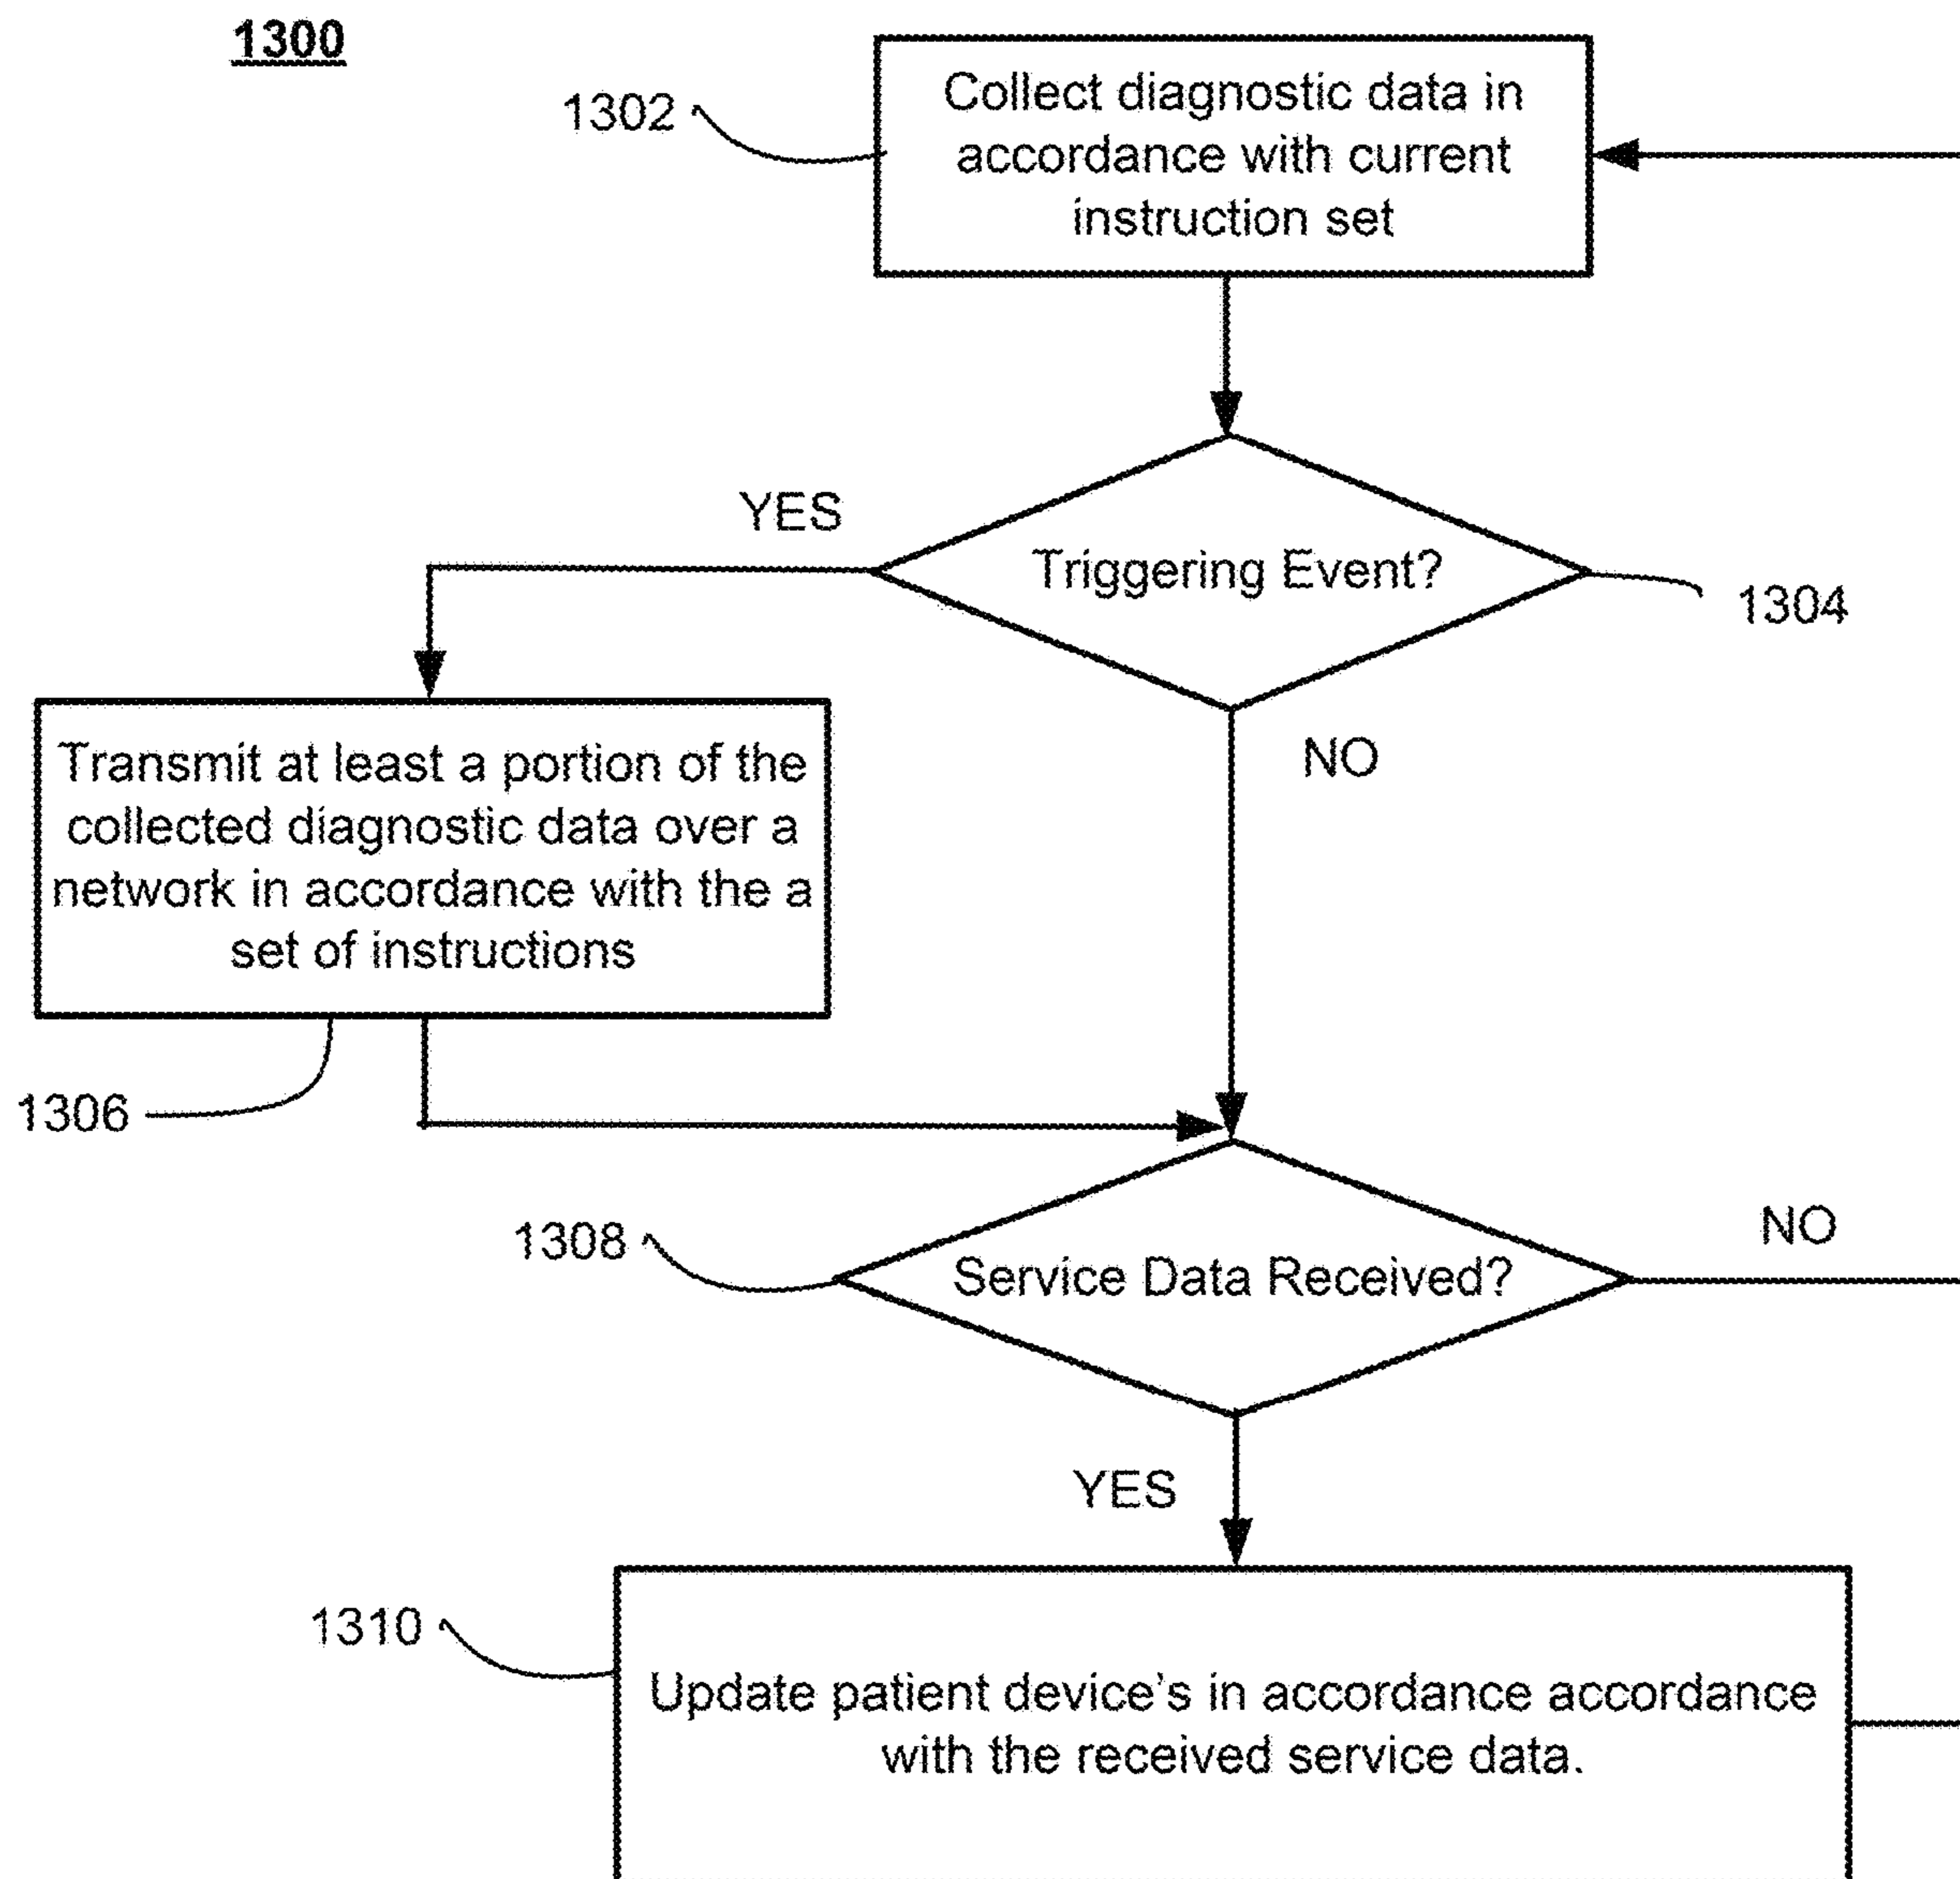 1300
1302
Collect diagnostic data in
accordance with current
instruction set
YES
Triggering Event?
1304
NO
Transmit at least a portion of the
collected diagnostic data over a
network in accordance with the a
set of instructions
1306
1308
Service Data Received?
NO
YES
1310
Update patient device's in accordance accordance
with the received service data.